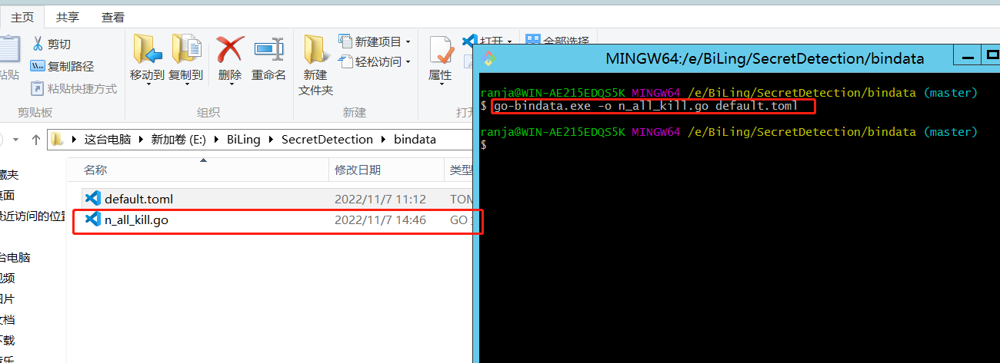 主页 共享 查看
剪切
复制路径
粘贴快捷方式
粘贴
剪贴板
移动到 复制到 删除 重命名
组织
新建
文件夹
新建项目
轻松访问
新建
属性
打开
打开
全部选择
这台电脑 新加卷 (E:) BiLing SecretDetection bindata
名称 修改日期 类型
default.toml 2022/11/7 11:12 TOM
n_all_kill.go 2022/11/7 14:46 GO
藏夹
桌面
最近访问的位置
台电脑
视频
图片
文档
下载
音乐
MINGW64:/e/BiLing/SecretDetection/bindata
ranja@WIN-AE215EDQS5K MINGW64 /e/BiLing/SecretDetection/bindata (master)
$ go-bindata.exe -o n_all_kill.go default.toml
ranja@WIN-AE215EDQS5K MINGW64 /e/BiLing/SecretDetection/bindata (master)
$